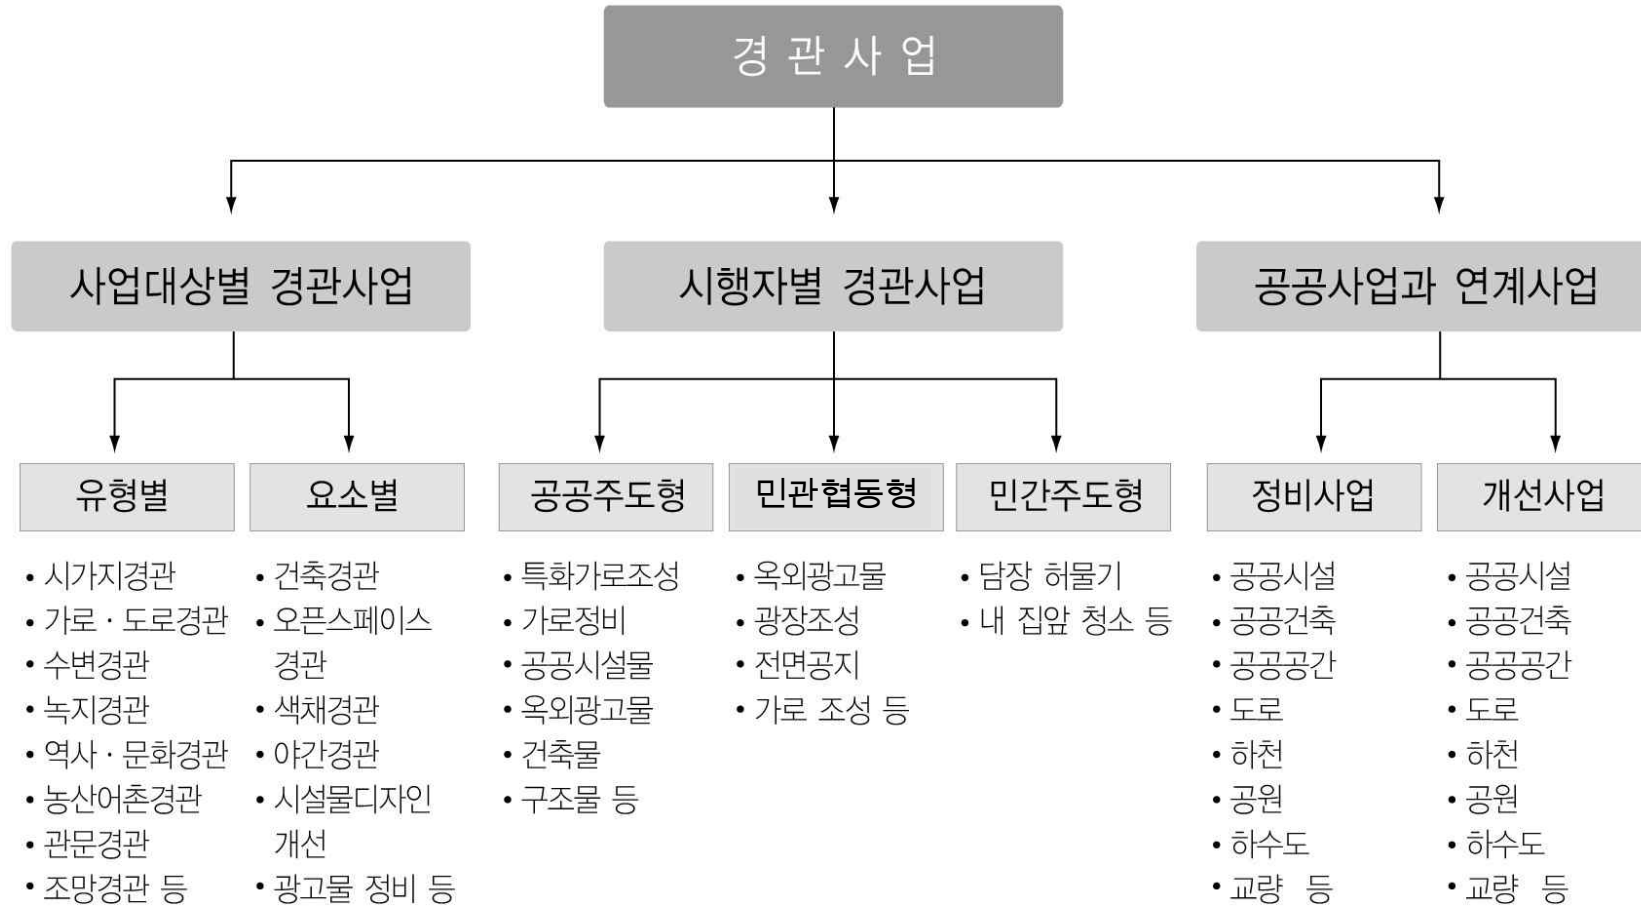 경 관 사 업
사업대상별 경관사업
시행자별 경관사업
공공사업과 연계사업
유형별
요소별
공공주도형
민관협동형
민간주도형
정비사업
개선사업
• 시가지경관
• 가로 · 도로경관
• 수변경관
• 녹지경관
• 역사 · 문화경관
• 농산어촌경관
• 관문경관
• 조망경관 등
• 건축경관
• 오픈스페이스
경관
• 색채경관
• 야간경관
• 시설물디자인
개선
• 광고물 정비 등
• 특화가로조성
• 가로정비
• 공공시설물
• 옥외광고물
• 건축물
• 구조물 등
• 옥외광고물
• 광장조성
• 전면공지
• 가로 조성 등
• 담장 허물기
• 내 집앞 청소 등
• 공공시설
• 공공건축
• 공공공간
• 도로
• 하천
• 공원
• 하수도
• 교량 등
• 공공시설
• 공공건축
• 공공공간
• 도로
• 하천
• 공원
• 하수도
• 교량 등